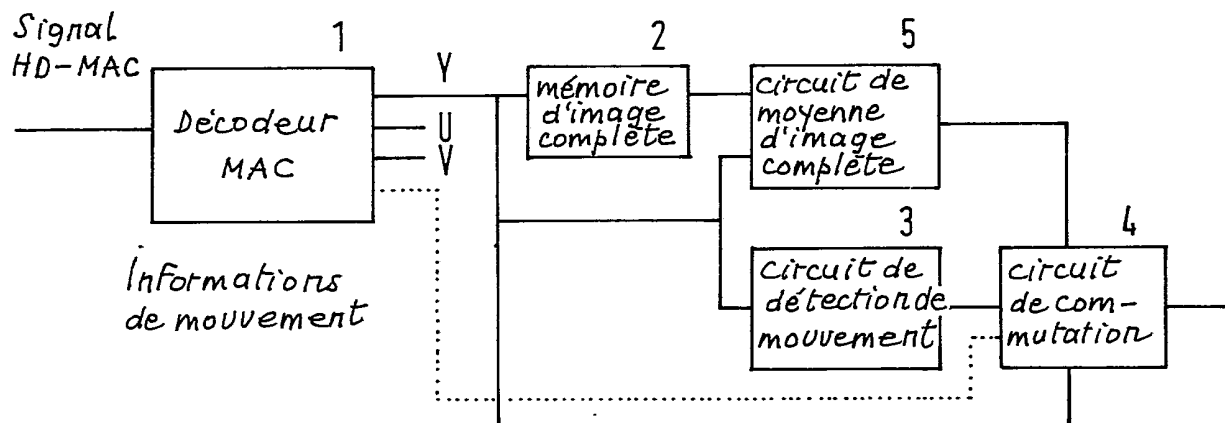 Signal
HD-MAC
1
Décodeur
MAC
Y
U
V
Informations
de mouvement
2
mémoire
d'image
complète
5
circuit de
moyenne
d'image
complète
3
circuit de
détection de
mouvement
4
circuit
de com-
mutation